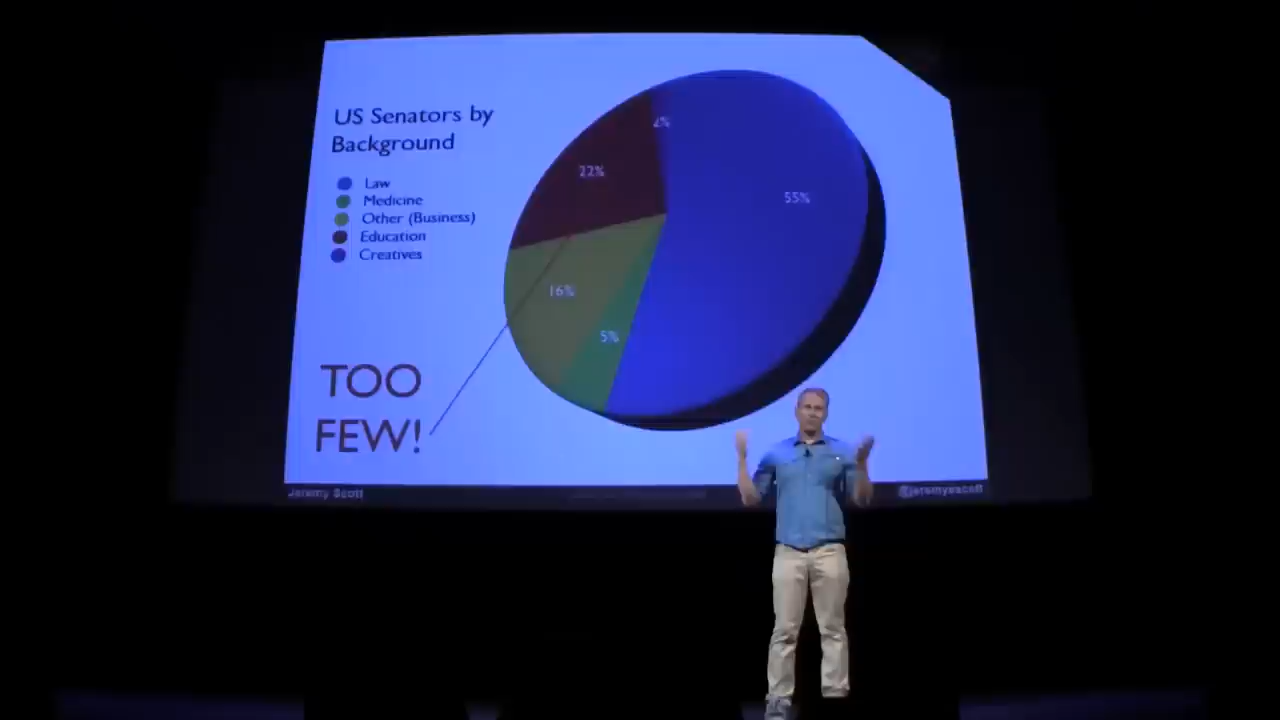 US Senators by
Background
Law
Medicine
Other (Business)
Education
Creatives
2%
22%
55%
16%
5%
TOO
FEW!
Jeremy Scott
@jeremyscott